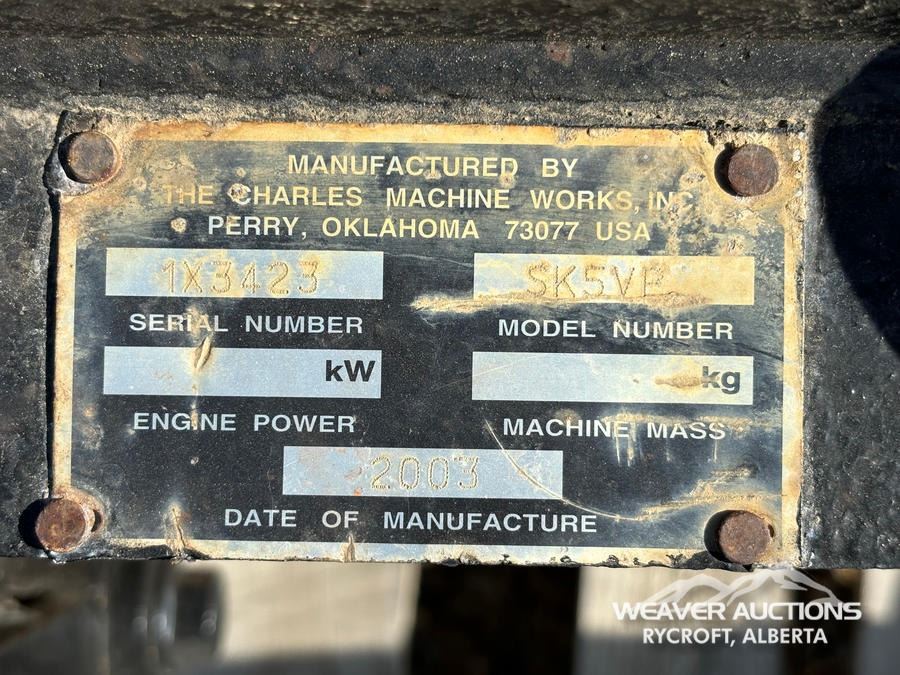 MANUFACTURED BY
THE CHARLES MACHINE WORKS, INC
PERRY, OKLAHOMA 73077 USA
1X3423
SERIAL NUMBER
SK5VP
MODEL NUMBER
kW
ENGINE POWER
kg
MACHINE MASS
2003
DATE OF MANUFACTURE
WEAVER AUCTIONS
RYCROFT, ALBERTA